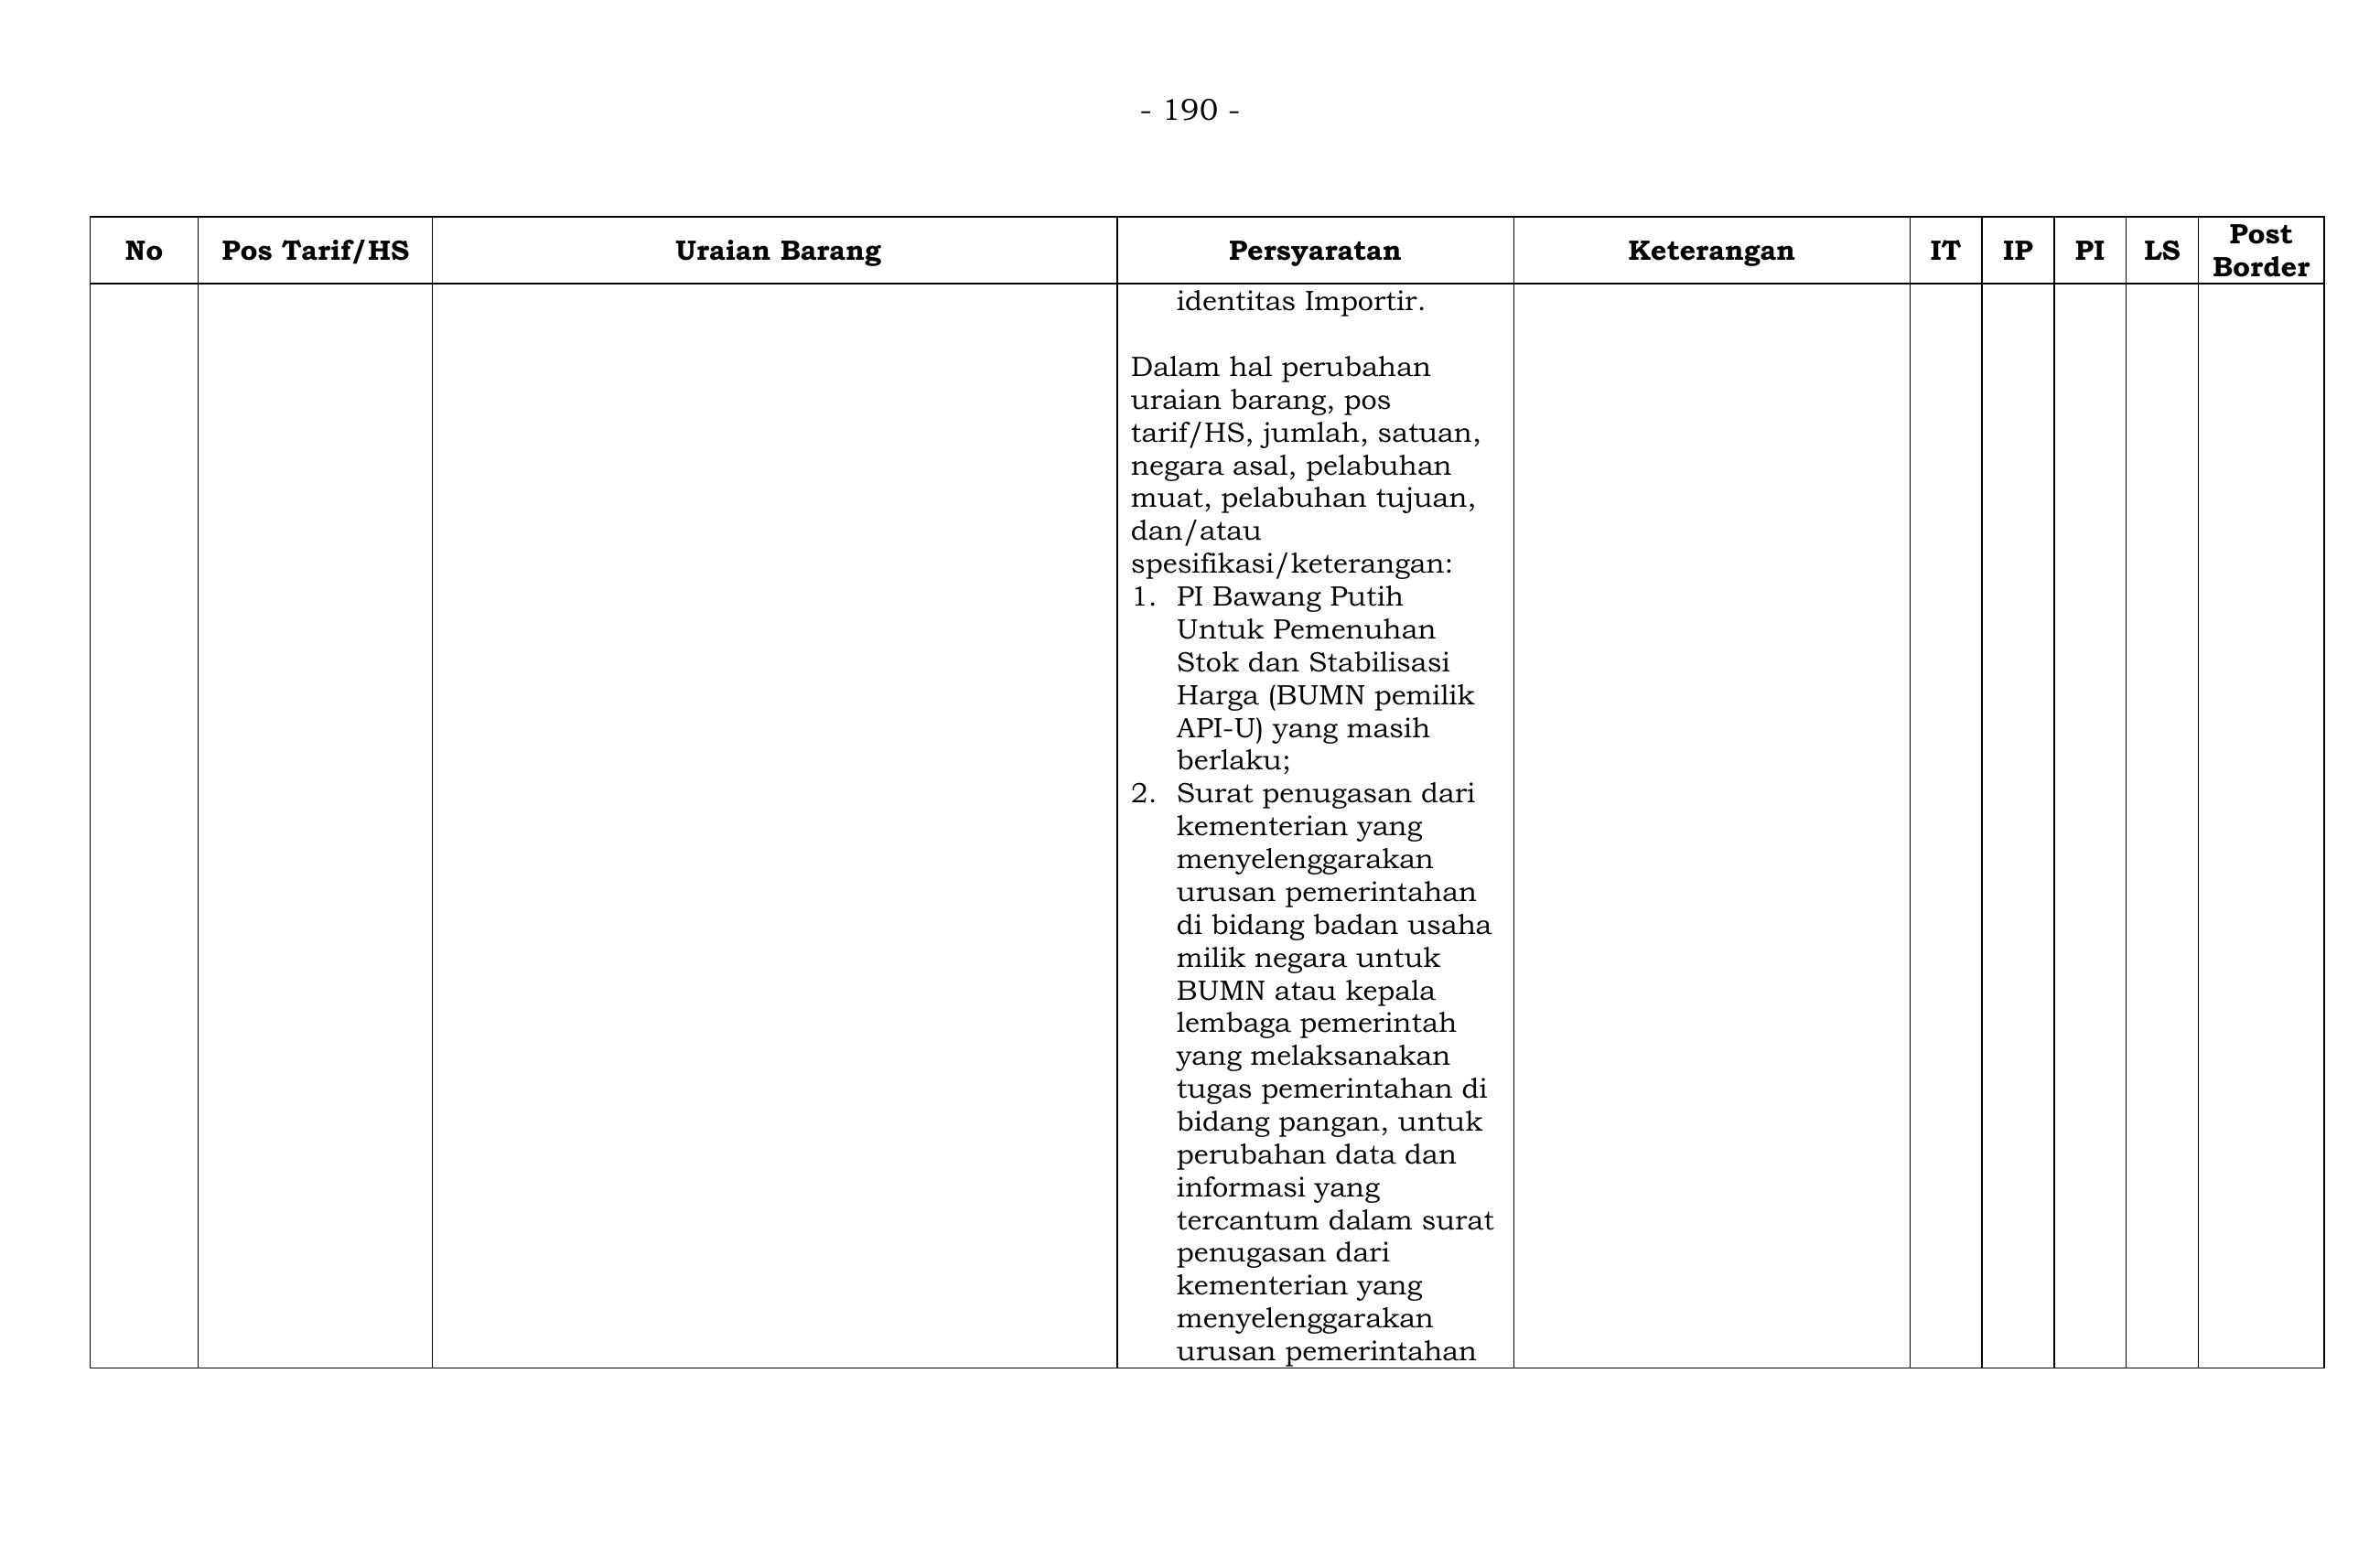 - 190 -
No Pos Tarif/HS Uraian Barang Persyaratan Keterangan IT IP PI LS Post Border
identitas Importir.
Dalam hal perubahan
uraian barang, pos
tarif/HS, jumlah, satuan,
negara asal, pelabuhan
muat, pelabuhan tujuan,
dan/atau
spesifikasi/keterangan:
1. PI Bawang Putih
Untuk Pemenuhan
Stok dan Stabilisasi
Harga (BUMN pemilik
API-U) yang masih
berlaku;
2. Surat penugasan dari
kementerian yang
menyelenggarakan
urusan pemerintahan
di bidang badan usaha
milik negara untuk
BUMN atau kepala
lembaga pemerintah
yang melaksanakan
tugas pemerintahan di
bidang pangan, untuk
perubahan data dan
informasi yang
tercantum dalam surat
penugasan dari
kementerian yang
menyelenggarakan
urusan pemerintahan